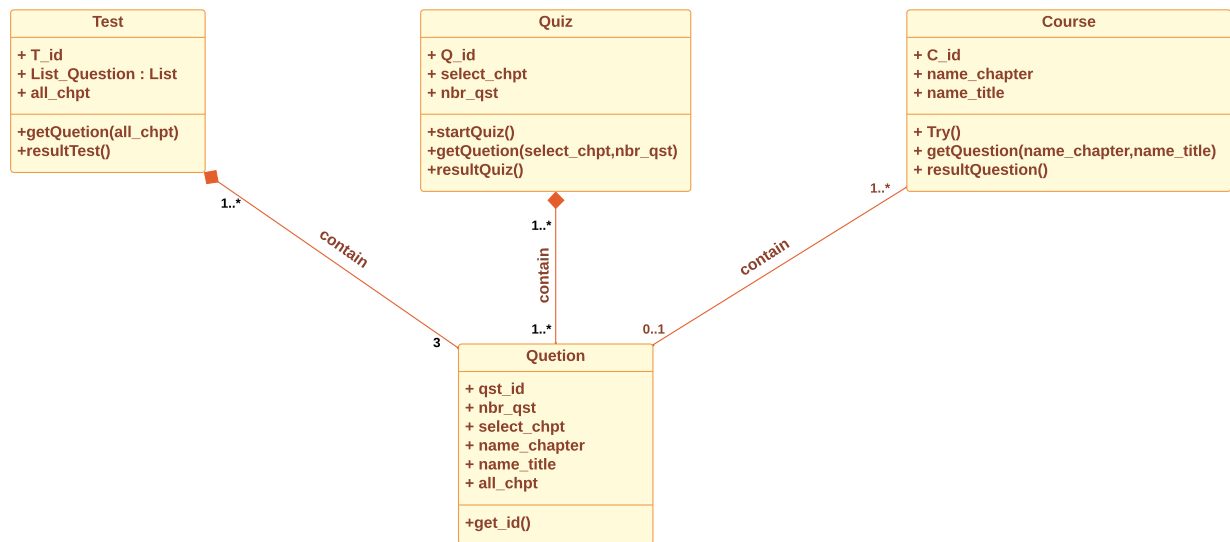 Test
+ T_id
+ List_Question : List
+ all_chpt
+getQuetion(all_chpt)
+resultTest()
Quiz
+ Q_id
+ select_chpt
+ nbr_qst
+startQuiz()
+getQuetion(select_chpt,nbr_qst)
+resultQuiz()
Course
+ C_id
+ name_chapter
+ name_title
+ Try()
+ getQuestion(name_chapter,name_title)
+ resultQuestion()
1..*
contain
3
1..*
contain
1..*
1..*
contain
0..1
Quetion
+ qst_id
+ nbr_qst
+ select_chpt
+ name_chapter
+ name_title
+ all_chpt
+get_id()